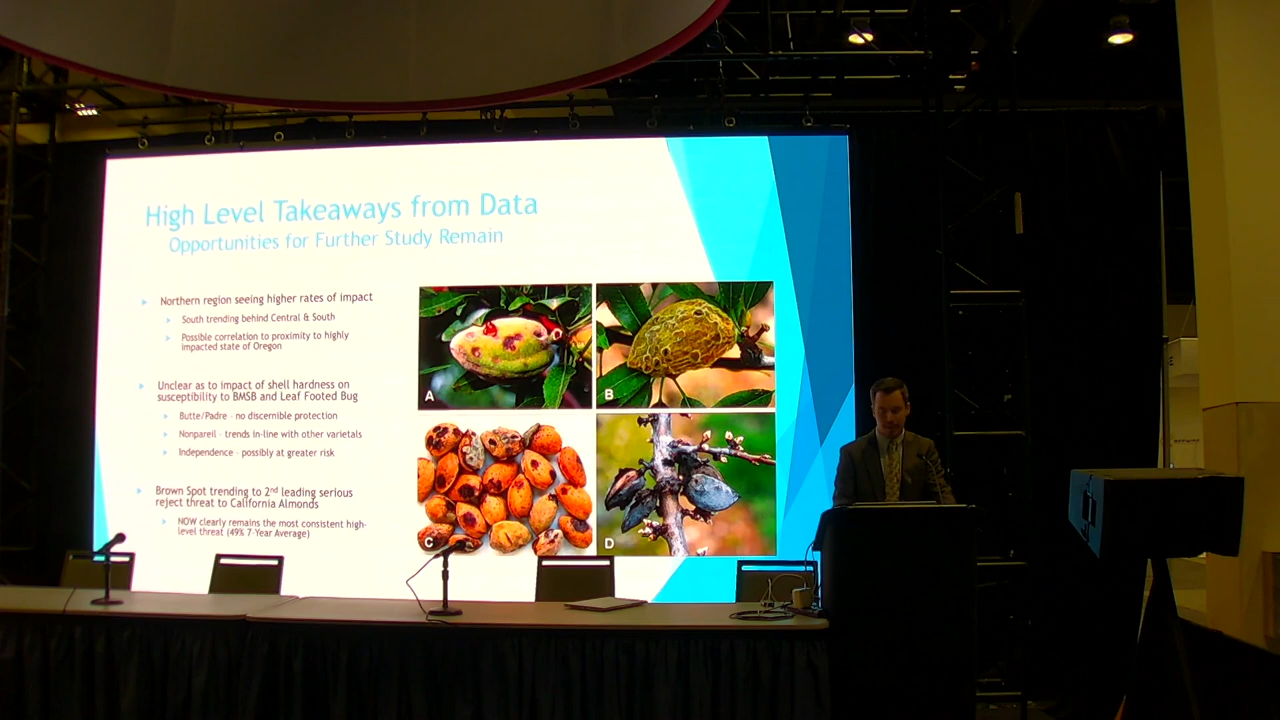 High Level Takeaways from Data
Opportunities for Further Study Remain
Northern region seeing higher rates of impact
South trending behind Central & South
Possible correlation to proximity to highly
impacted state of Oregon
Unclear as to impact of shell hardness on
susceptibility to BMSB and Leaf Footed Bug
Butte/Padre - no discernible protection
Nonpareil - trends in-line with other varietals
Independence - possibly at greater risk
Brown Spot trending to 2nd leading serious
reject threat to California Almonds
NOW clearly remains the most consistent high-
level threat (49% 7-Year Average)
A
B
C
D